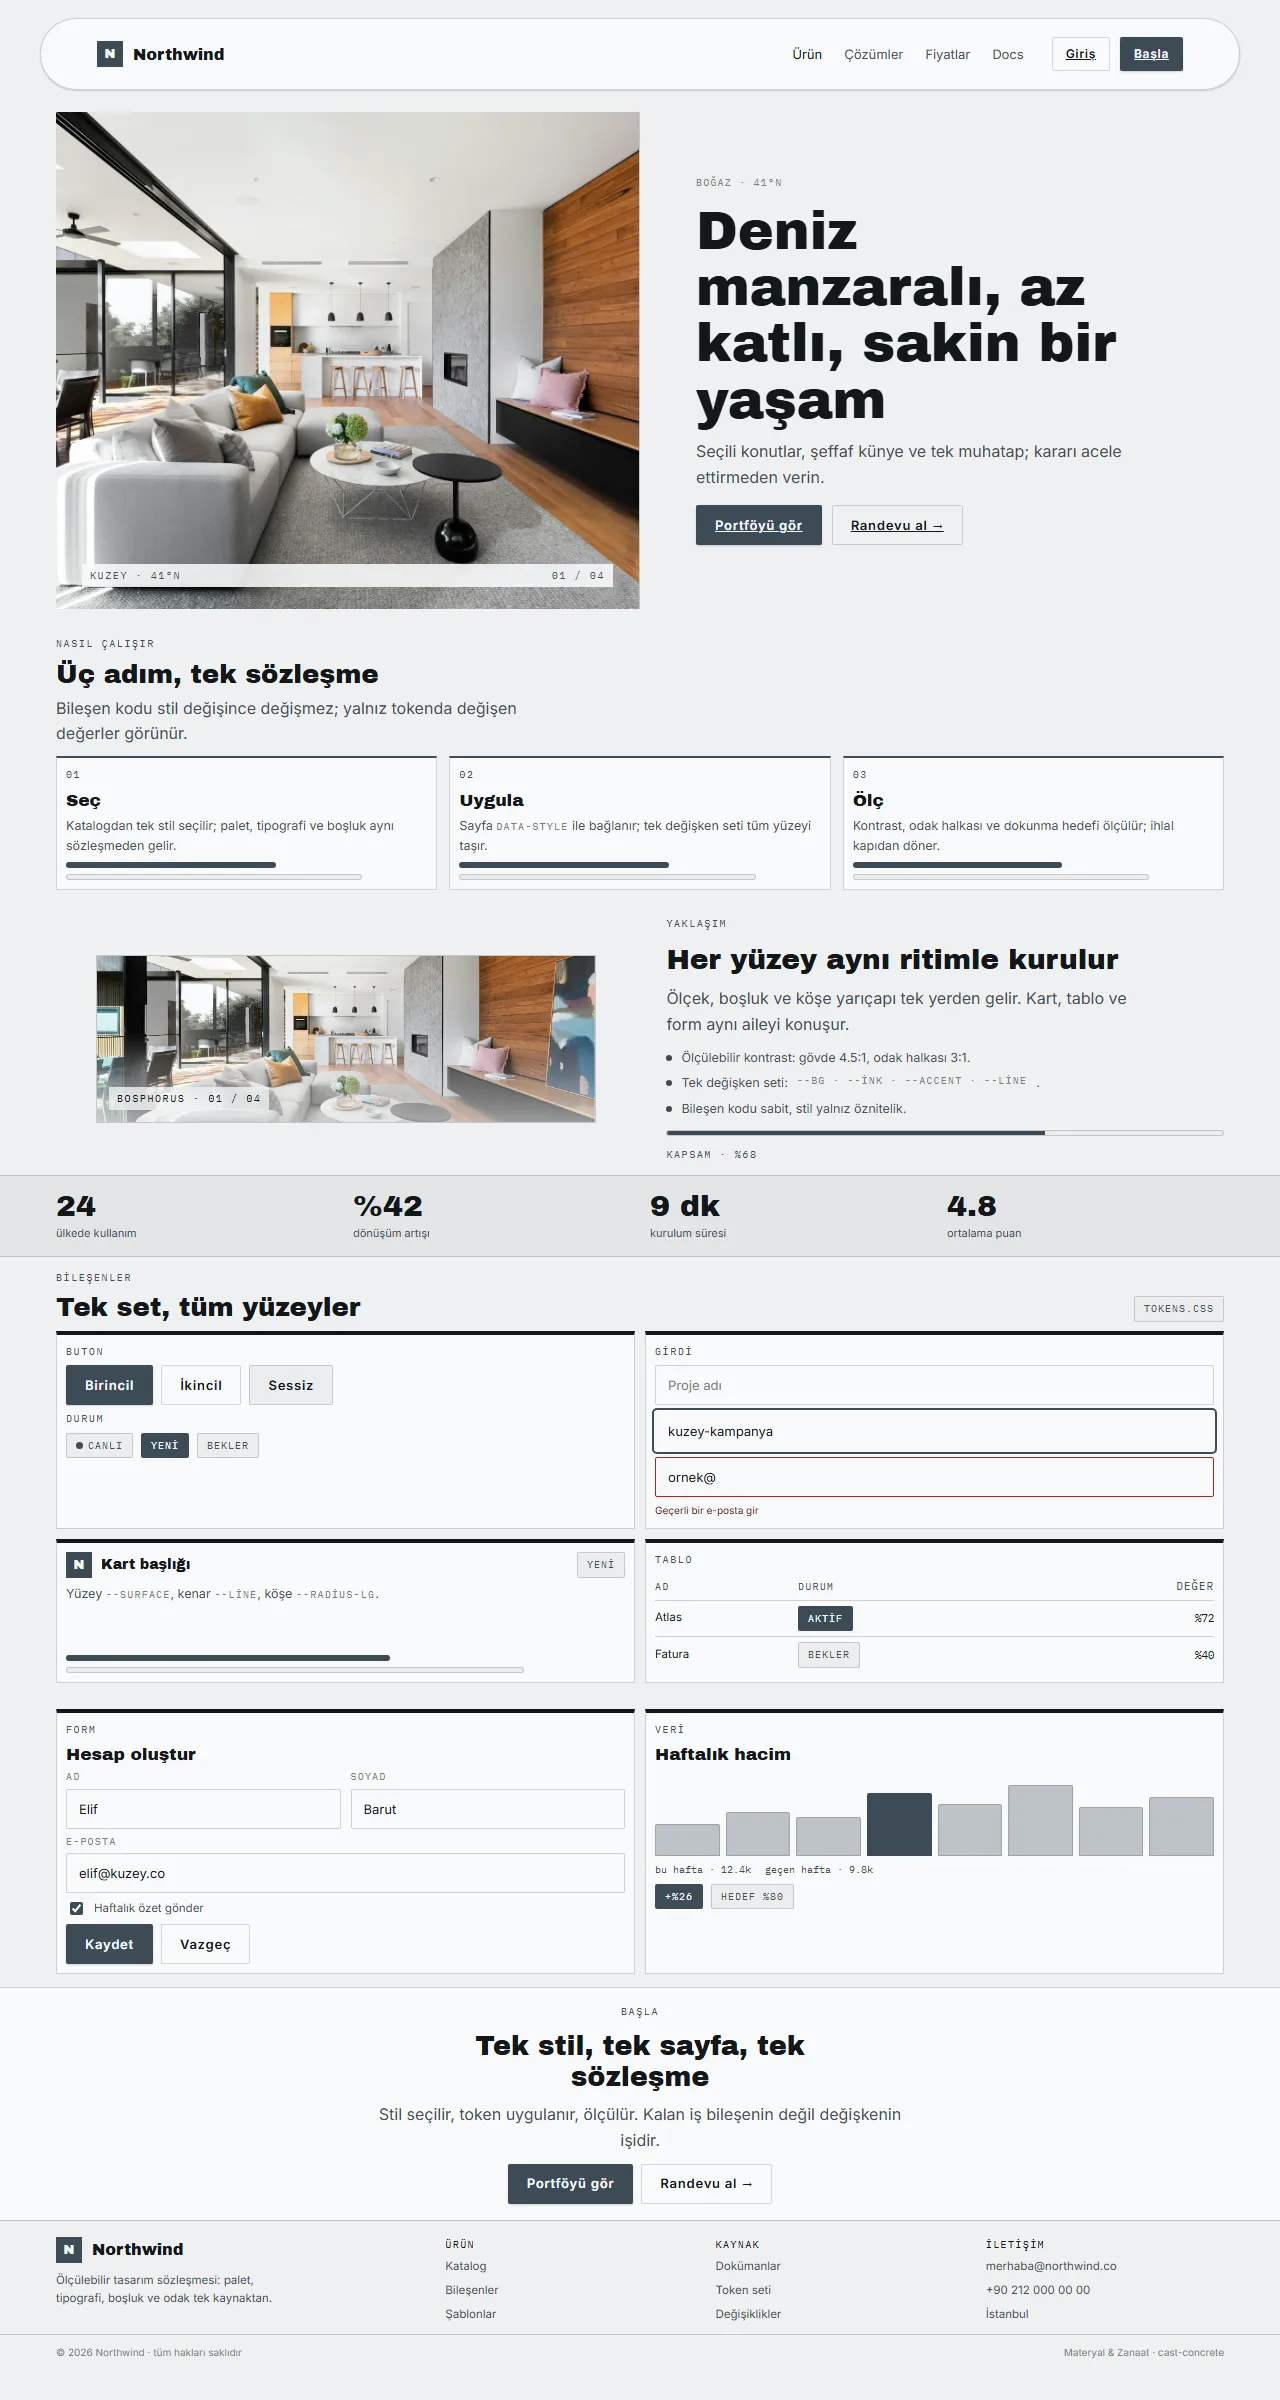 N Northwind
Ürün Çözümler Fiyatlar Docs Giriş Başla
BOĞAZ · 41°N
Deniz
manzaralı, az
katlı, sakin bir
yaşam
Seçili konutlar, şeffaf künye ve tek muhatap; kararı acele
ettirmeden verin.
Portföyü gör Randevu al →
KUZEY · 41°N 01 / 04
NASIL ÇALIŞIR
Üç adım, tek sözleşme
Bileşen kodu stil değişince değişmez; yalnız tokenda değişen
değerler görünür.
01
Seç
Katalogdan tek stil seçilir; palet, tipografi ve boşluk aynı
sözleşmeden gelir.
02
Uygula
Sayfa DATA-STYLE ile bağlanır; tek değişken seti tüm yüzeyi
taşır.
03
Ölç
Kontrast, odak halkası ve dokunma hedefi ölçülür; ihlal
kapıdan döner.
BOSPHORUS · 01 / 04
YAKLAŞIM
Her yüzey aynı ritimle kurulur
Ölçek, boşluk ve köşe yarıçapı tek yerden gelir. Kart, tablo ve
form aynı aileyi konuşur.
Ölçülebilir kontrast: gövde 4.5:1, odak halkası 3:1.
Tek değişken seti: --BG · --İNK · --ACCENT · --LİNE .
Bileşen kodu sabit, stil yalnız öznitelik.
KAPSAM · %68
24
ülkede kullanım
%42
dönüşüm artışı
9 dk
kurulum süresi
4.8
ortalama puan
BİLEŞENLER
Tek set, tüm yüzeyler
TOKENS.CSS
BUTON
Birincil İkincil Sessiz
DURUM
CANLI YENİ BEKLER
GİRDİ
Proje adı
kuzey-kampanya
ornek@
Geçerli bir e-posta gir
N Kart başlığı YENİ
Yüzey --SURFACE, kenar --LİNE, köşe --RADİUS-LG.
TABLO
AD DURUM DEĞER
Atlas AKTİF %72
Fatura BEKLER %40
FORM
Hesap oluştur
AD SOYAD
Elif Barut
E-POSTA
elif@kuzey.co
Haftalık özet gönder
Kaydet Vazgeç
VERİ
Haftalık hacim
bu hafta · 12.4k geçen hafta · 9.8k
+%26 HEDEF %80
BAŞLA
Tek stil, tek sayfa, tek
sözleşme
Stil seçilir, token uygulanır, ölçülür. Kalan iş bileşenin değil değişkenin
işidir.
Portföyü gör Randevu al →
N Northwind
Ölçülebilir tasarım sözleşmesi: palet,
tipografi, boşluk ve odak tek kaynaktan.
ÜRÜN
Katalog
Bileşenler
Şablonlar
KAYNAK
Dokümanlar
Token seti
Değişiklikler
İLETİŞİM
merhaba@northwind.co
+90 212 000 00 00
İstanbul
© 2026 Northwind · tüm hakları saklıdır
Materyal & Zanaat · cast-concrete